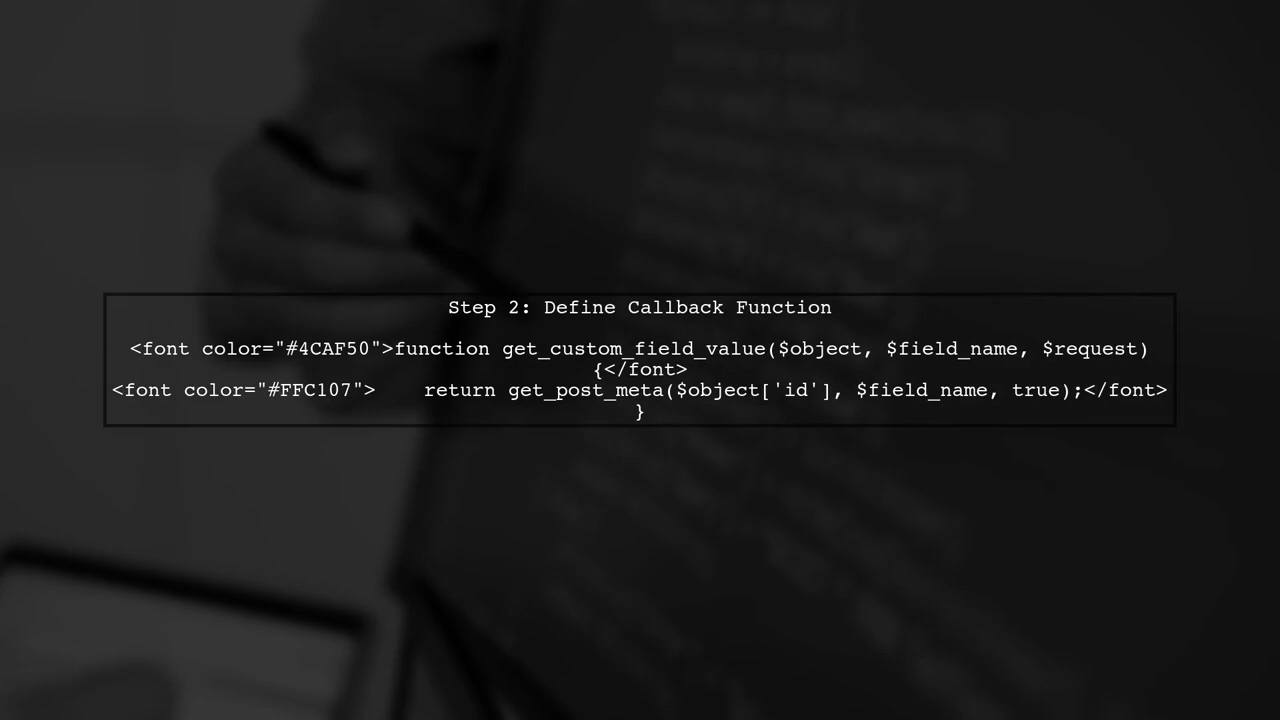 Step 2: Define Callback Function
<font color="#4CAF50">function get_custom_field_value($object, $field_name, $request)
{</font>
<font color="#FFC107">    return get_post_meta($object['id'], $field_name, true);</font>
}